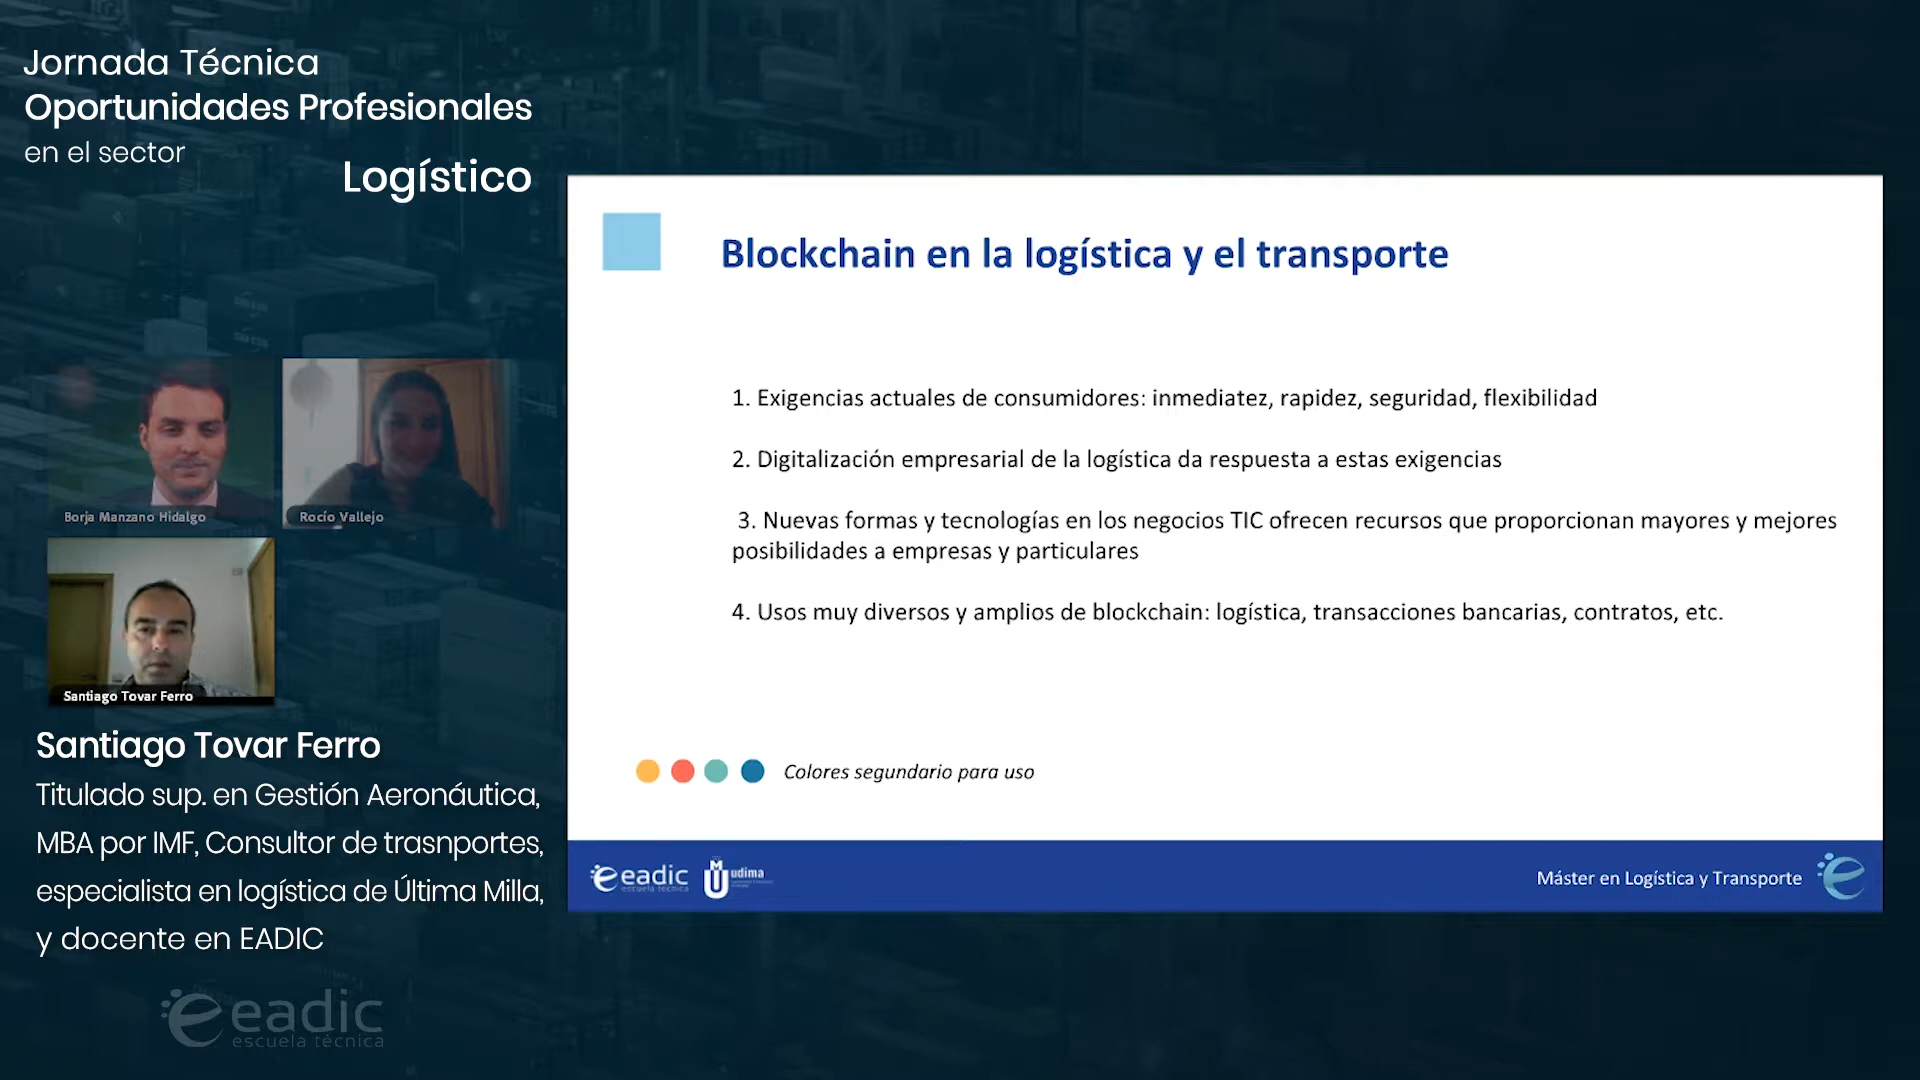 Jornada Técnica
Oportunidades Profesionales
en el sector
Logístico
Borja Manzano Hidalgo
Rocío Vallejo
Santiago Tovar Ferro
Santiago Tovar Ferro
Titulado sup. en Gestión Aeronáutica,
MBA por IMF, Consultor de trasnportes,
especialista en logística de Última Milla,
y docente en EADIC
eadic
escuela técnica
Blockchain en la logística y el transporte
1. Exigencias actuales de consumidores: inmediatez, rapidez, seguridad, flexibilidad
2. Digitalización empresarial de la logística da respuesta a estas exigencias
3. Nuevas formas y tecnologías en los negocios TIC ofrecen recursos que proporcionan mayores y mejores
posibilidades a empresas y particulares
4. Usos muy diversos y amplios de blockchain: logística, transacciones bancarias, contratos, etc.
Colores segundario para uso
eadic
escuela técnica
udima
Máster en Logística y Transporte